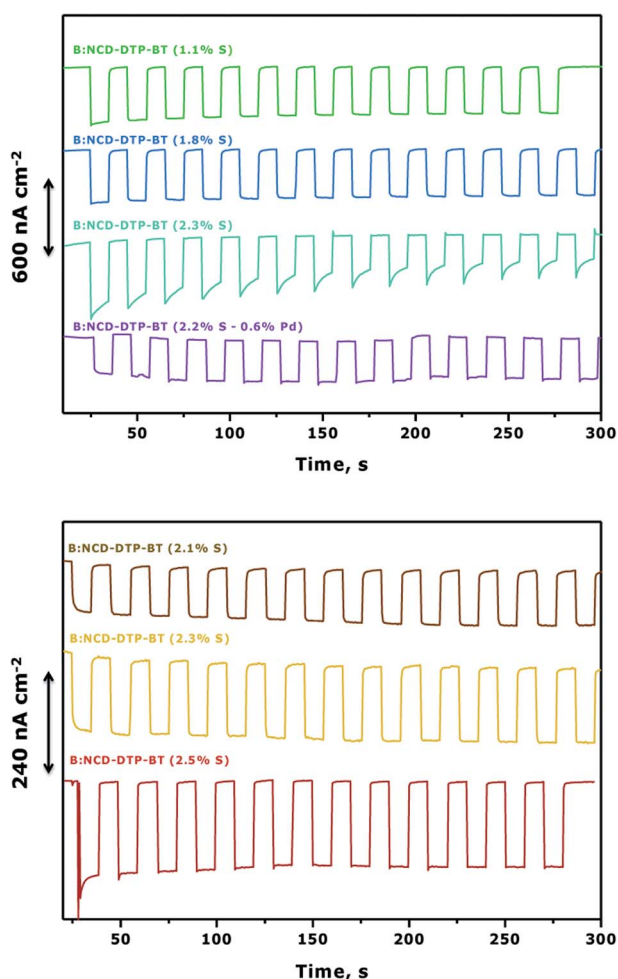 B:NCD-DTP-BT (1.1% S)
B:NCD-DTP-BT (1.8% S)
B:NCD-DTP-BT (2.3% S)
B:NCD-DTP-BT (2.2% S - 0.6% Pd)
600 nA cm⁻²
50 100 150 200 250 300
Time, s
B:NCD-DTP-BT (2.1% S)
B:NCD-DTP-BT (2.3% S)
B:NCD-DTP-BT (2.5% S)
240 nA cm⁻²
50 100 150 200 250 300
Time, s